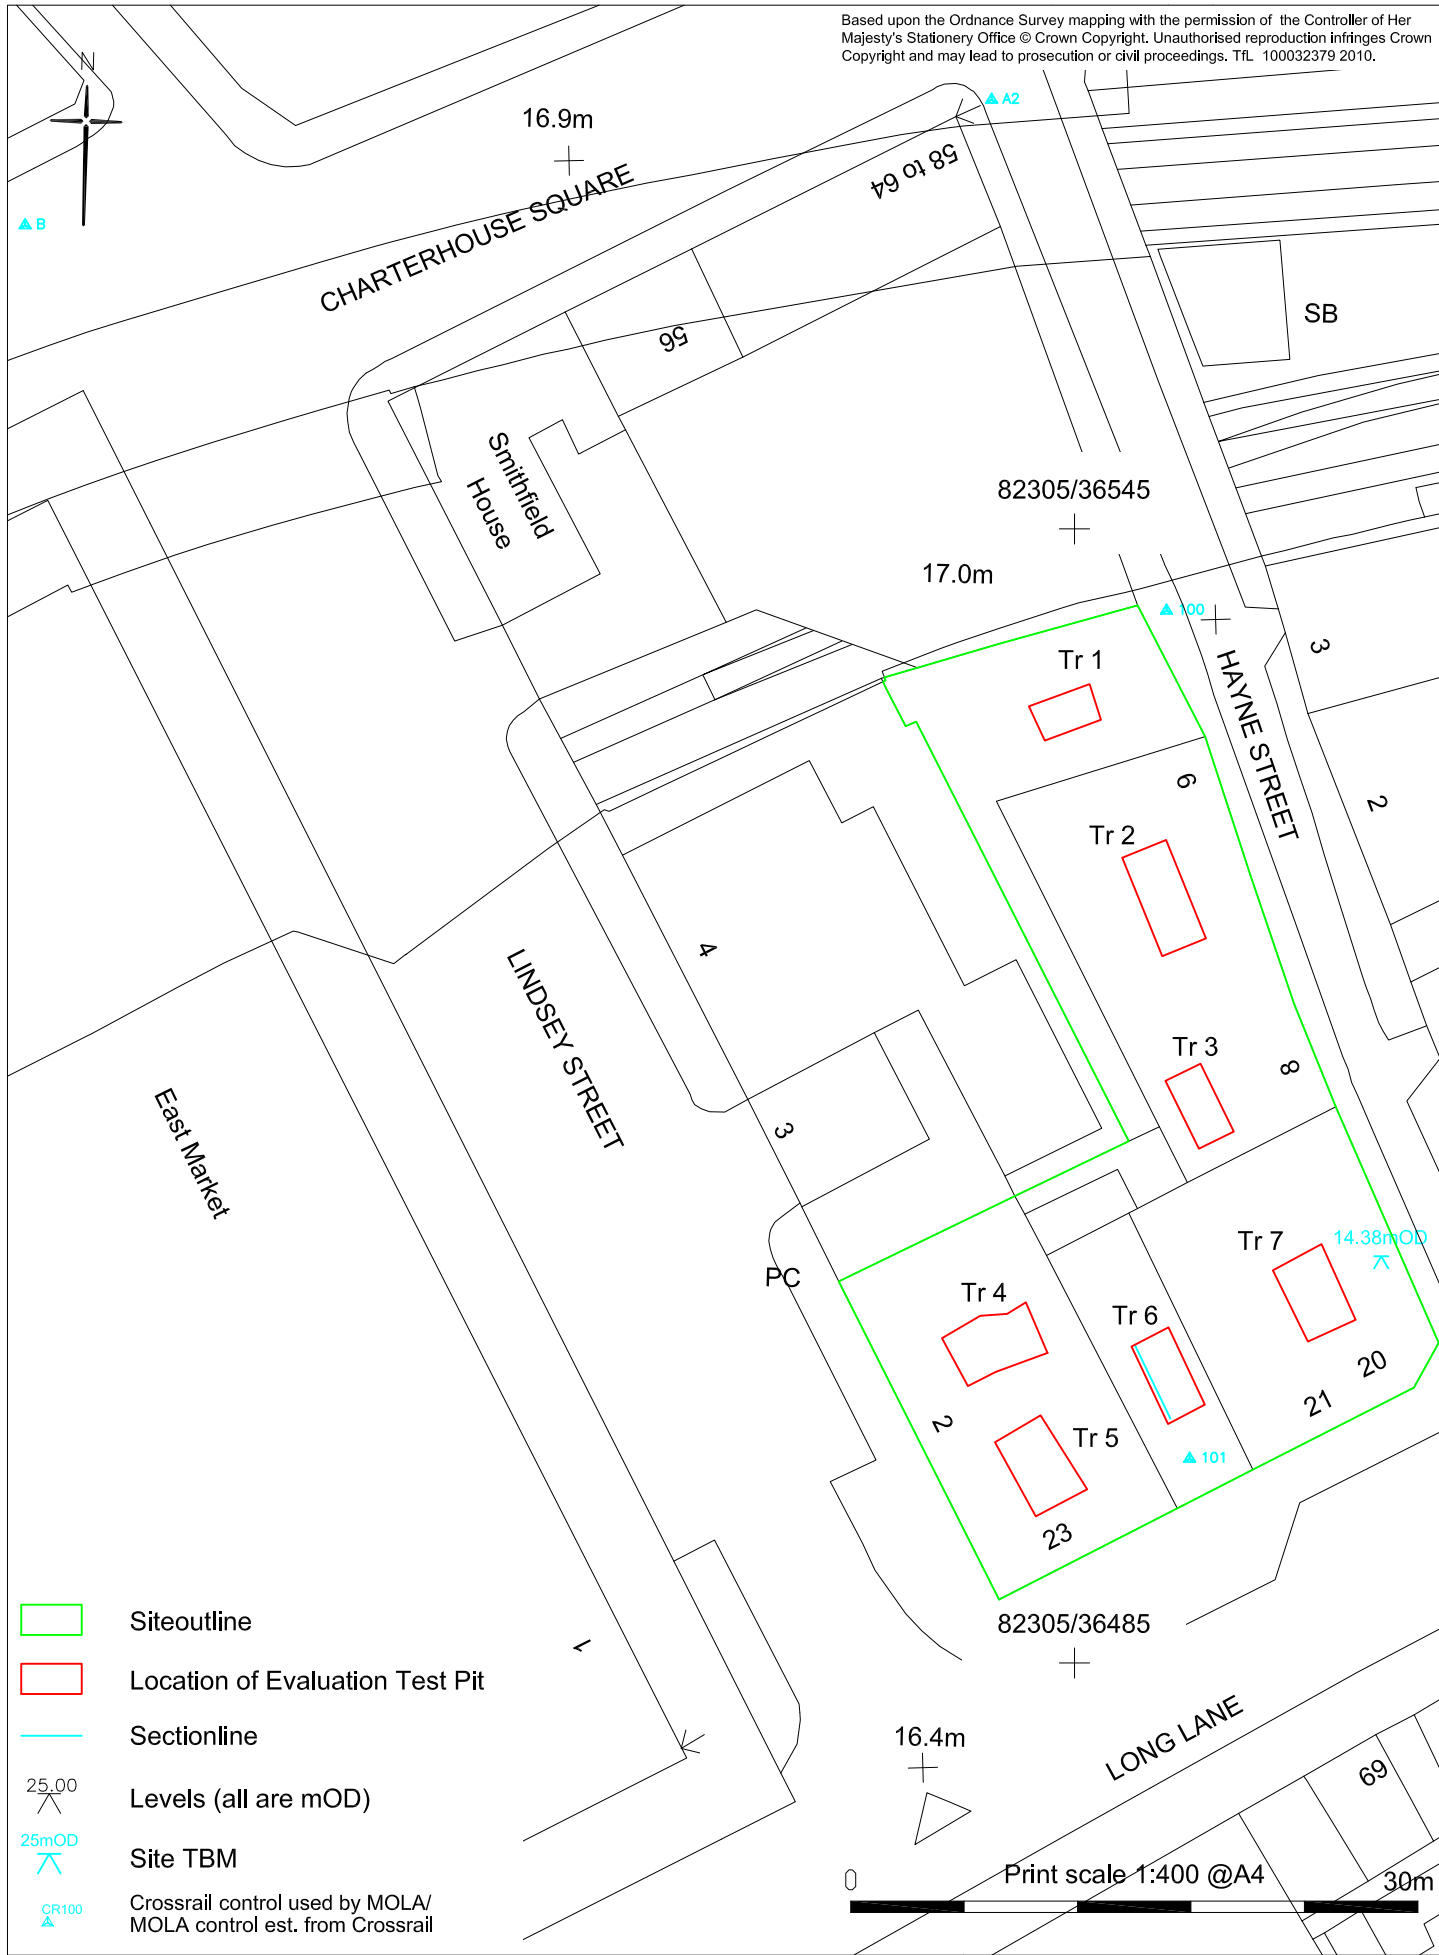 Based upon the Ordnance Survey mapping with the permission of the Controller of Her
Majesty's Stationery Office © Crown Copyright. Unauthorised reproduction infringes Crown
Copyright and may lead to prosecution or civil proceedings. TfL 100032379 2010.
N
A2
16.9m
58 to 64
B
CHARTERHOUSE SQUARE
SB
56
Smithfield
House
82305/36545
17.0m
100
3
Tr 1
HAYNE STREET
6
2
Tr 2
4
LINDSEY STREET
Tr 3
8
East Market
3
14.38mOD
Tr 7
PC
Tr 4
Tr 6
20
21
2
Tr 5
101
23
82305/36485
1
16.4m
LONG LANE
69
Siteoutline
Location of Evaluation Test Pit
Sectionline
25.00
Levels (all are mOD)
25mOD
Site TBM
CR100
Crossrail control used by MOLA/
MOLA control est. from Crossrail
0
Print scale 1:400 @A4
30m